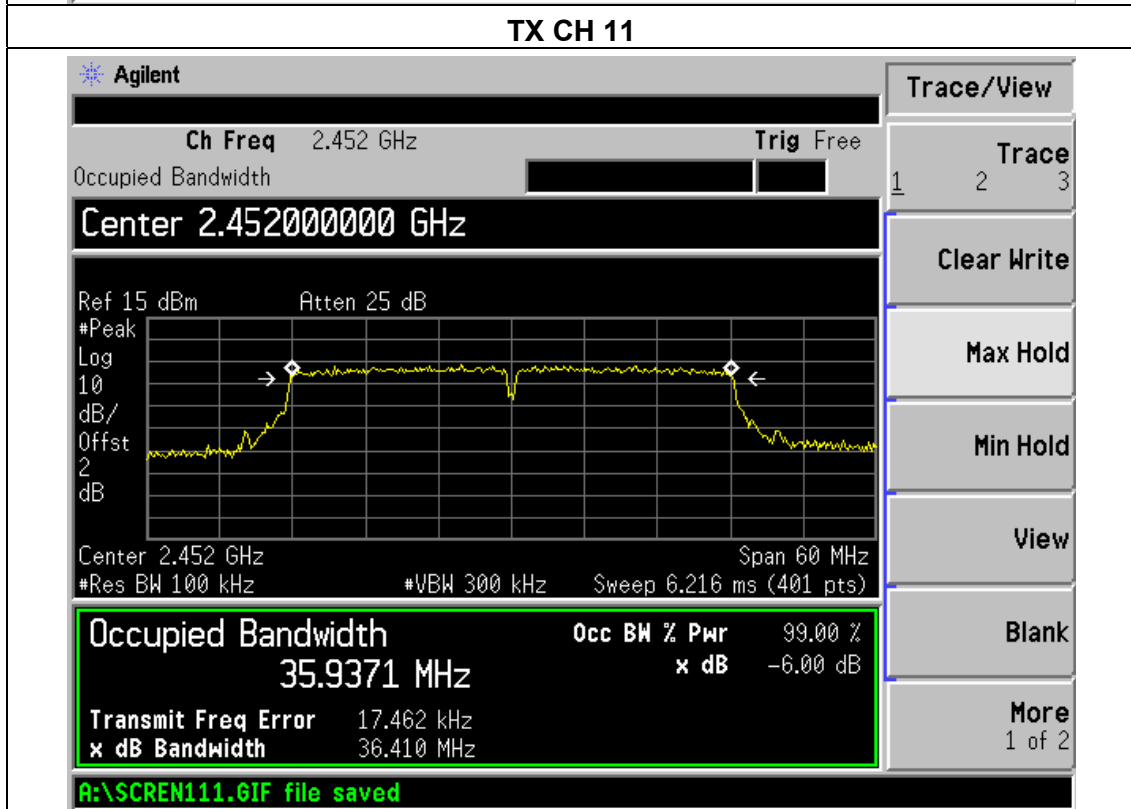 TX CH 11
Agilent
Ch Freq 2.452 GHz Trig Free
Occupied Bandwidth
Center 2.452000000 GHz
Ref 15 dBm Atten 25 dB
#Peak
Log
10
dB/
Offst
2
dB
Center 2.452 GHz Span 60 MHz
#Res BW 100 kHz #VBW 300 kHz Sweep 6.216 ms (401 pts)
Occupied Bandwidth Occ BW % Pwr 99.00 %
35.9371 MHz x dB -6.00 dB
Transmit Freq Error 17.462 kHz
x dB Bandwidth 36.410 MHz
A:\SCREN111.GIF file saved
Trace/View
Trace
1 2 3
Clear Write
Max Hold
Min Hold
View
Blank
More
1 of 2